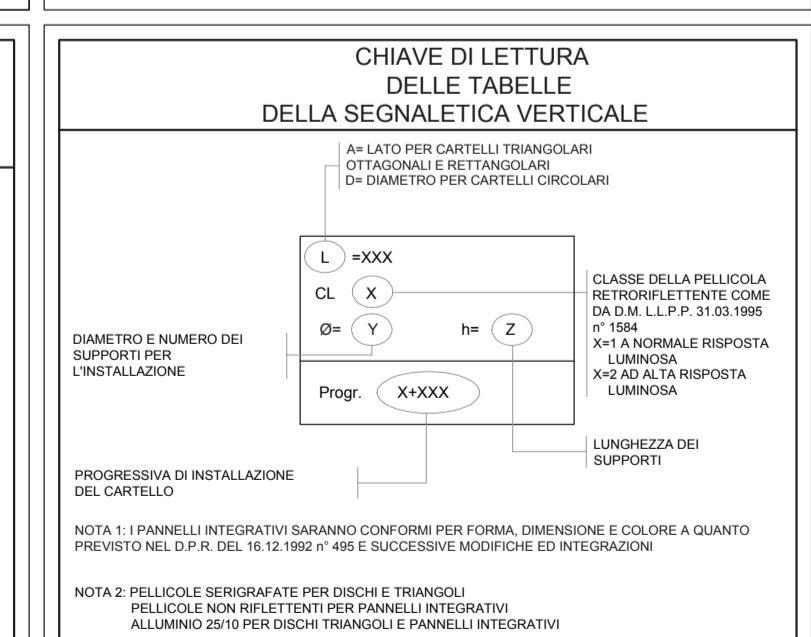 CHIAVE DI LETTURA
DELLE TABELLE
DELLA SEGNALETICA VERTICALE
A= LATO PER CARTELLI TRIANGOLARI
OTTAGONALI E RETTANGOLARI
D= DIAMETRO PER CARTELLI CIRCOLARI
L =XXX
CL X
Ø= Y h= Z
Progr. X+XXX
CLASSE DELLA PELLICOLA
RETRORIFLETTENTE COME
DA D.M. L.L.P.P. 31.03.1995
n° 1584
X=1 A NORMALE RISPOSTA
LUMINOSA
X=2 AD ALTA RISPOSTA
LUMINOSA
DIAMETRO E NUMERO DEI
SUPPORTI PER
L'INSTALLAZIONE
LUNGHEZZA DEI
SUPPORTI
PROGRESSIVA DI INSTALLAZIONE
DEL CARTELLO
NOTA 1: I PANNELLI INTEGRATIVI SARANNO CONFORMI PER FORMA, DIMENSIONE E COLORE A QUANTO
PREVISTO NEL D.P.R. DEL 16.12.1992 n° 495 E SUCCESSIVE MODIFICHE ED INTEGRAZIONI
NOTA 2: PELLICOLE SERIGRAFATE PER DISCHI E TRIANGOLI
PELLICOLE NON RIFLETTENTI PER PANNELLI INTEGRATIVI
ALLUMINIO 25/10 PER DISCHI TRIANGOLI E PANNELLI INTEGRATIVI